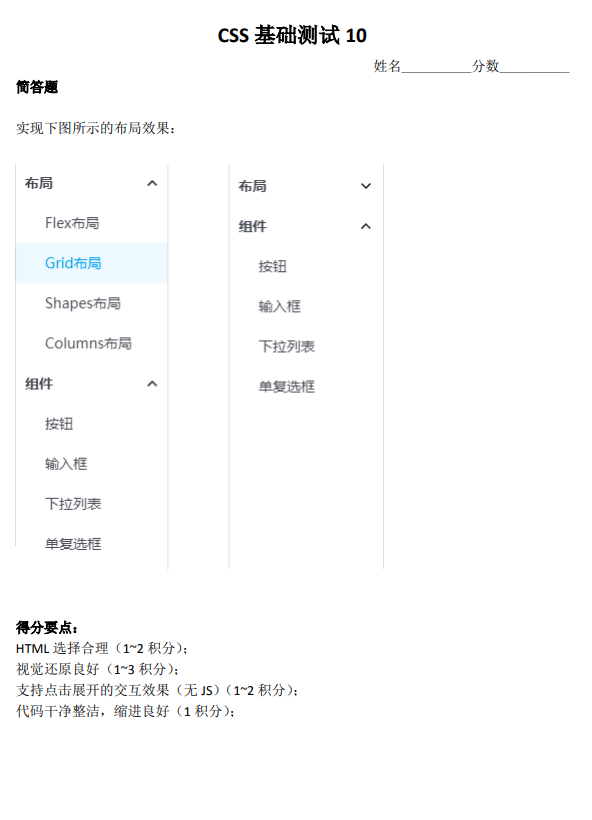 CSS 基础测试 10
姓名__________分数__________
简答题
实现下图所示的布局效果：
布局
Flex布局
Grid布局
Shapes布局
Columns布局
组件
按钮
输入框
下拉列表
单复选框
布局
组件
按钮
输入框
下拉列表
单复选框
得分要点：
HTML 选择合理（1~2 积分）；
视觉还原良好（1~3 积分）；
支持点击展开的交互效果（无 JS）（1~2 积分）；
代码干净整洁，缩进良好（1 积分）；